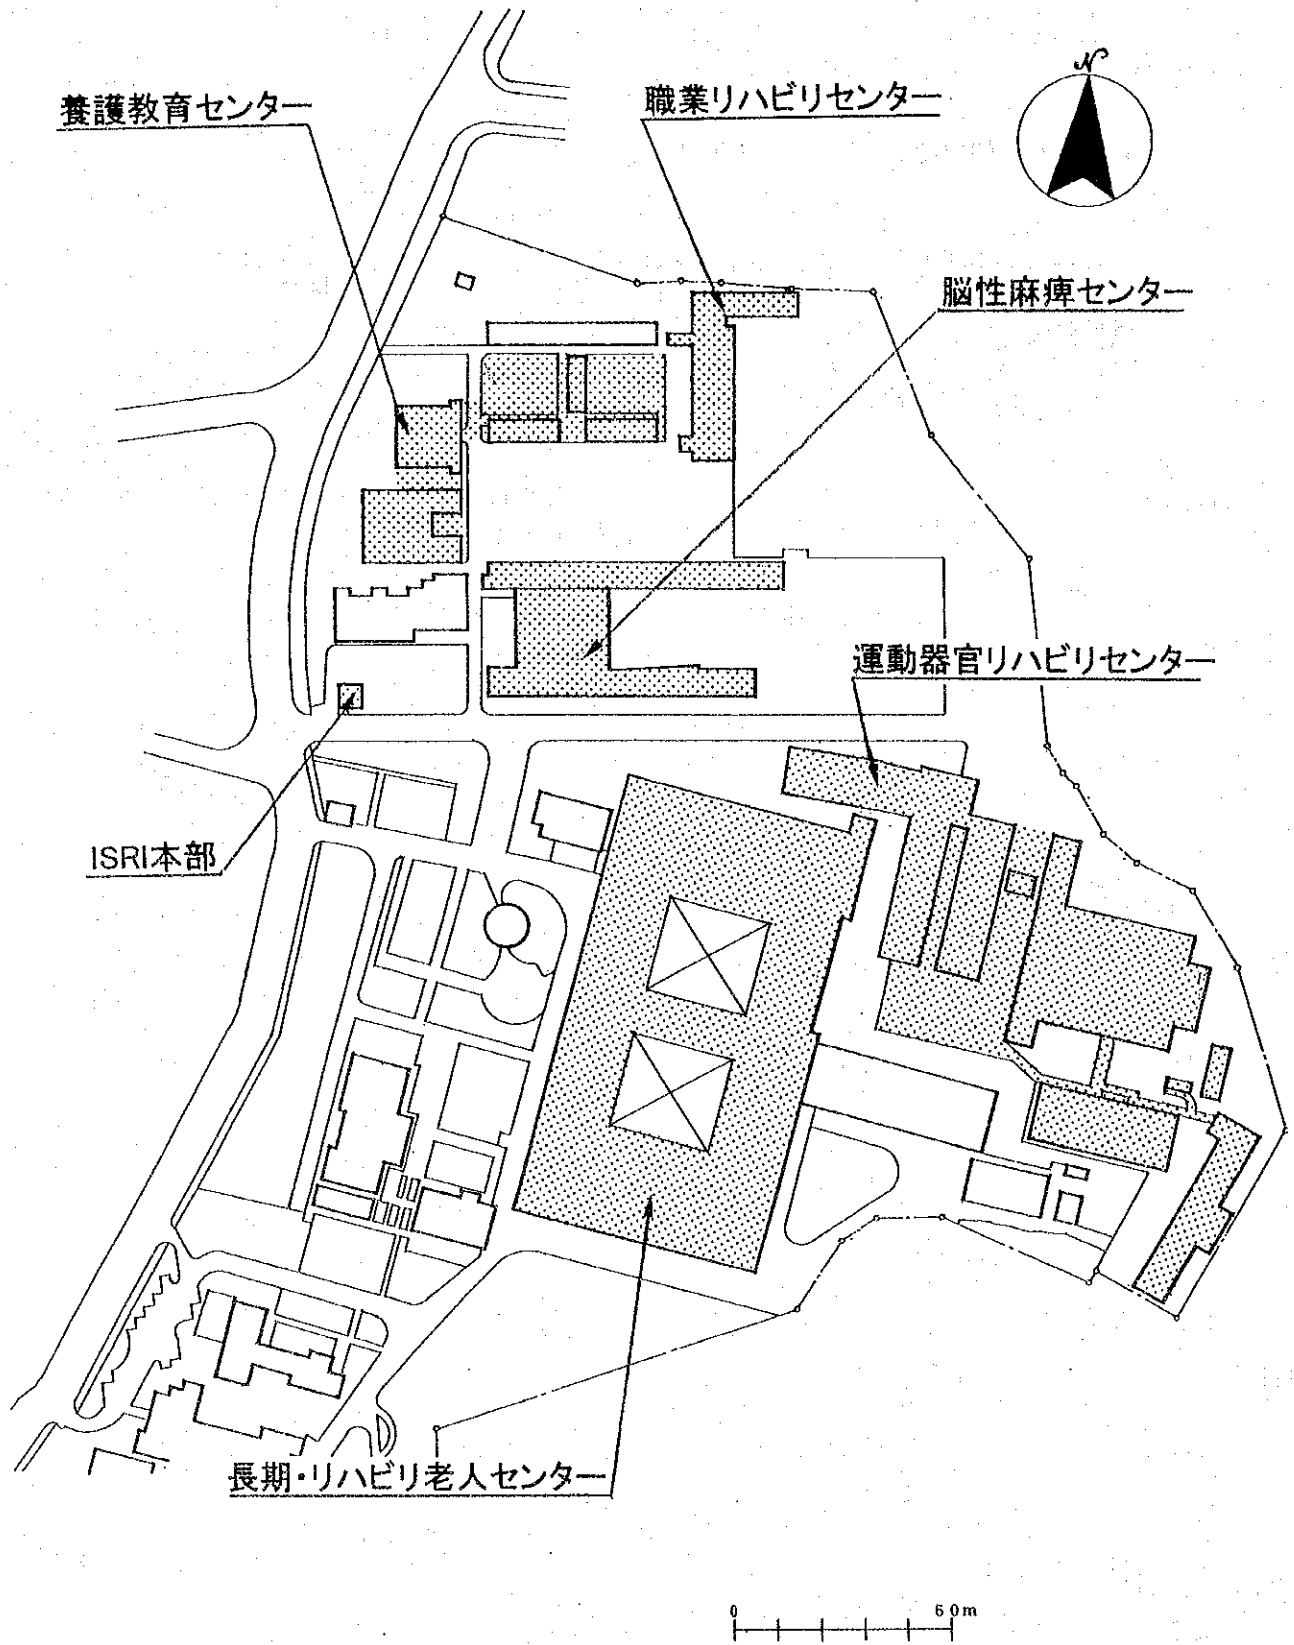 N
養護教育センター
職業リハビリセンター
脳性麻痺センター
運動器官リハビリセンター
ISRI本部
長期・リハビリ老人センター
0 60m